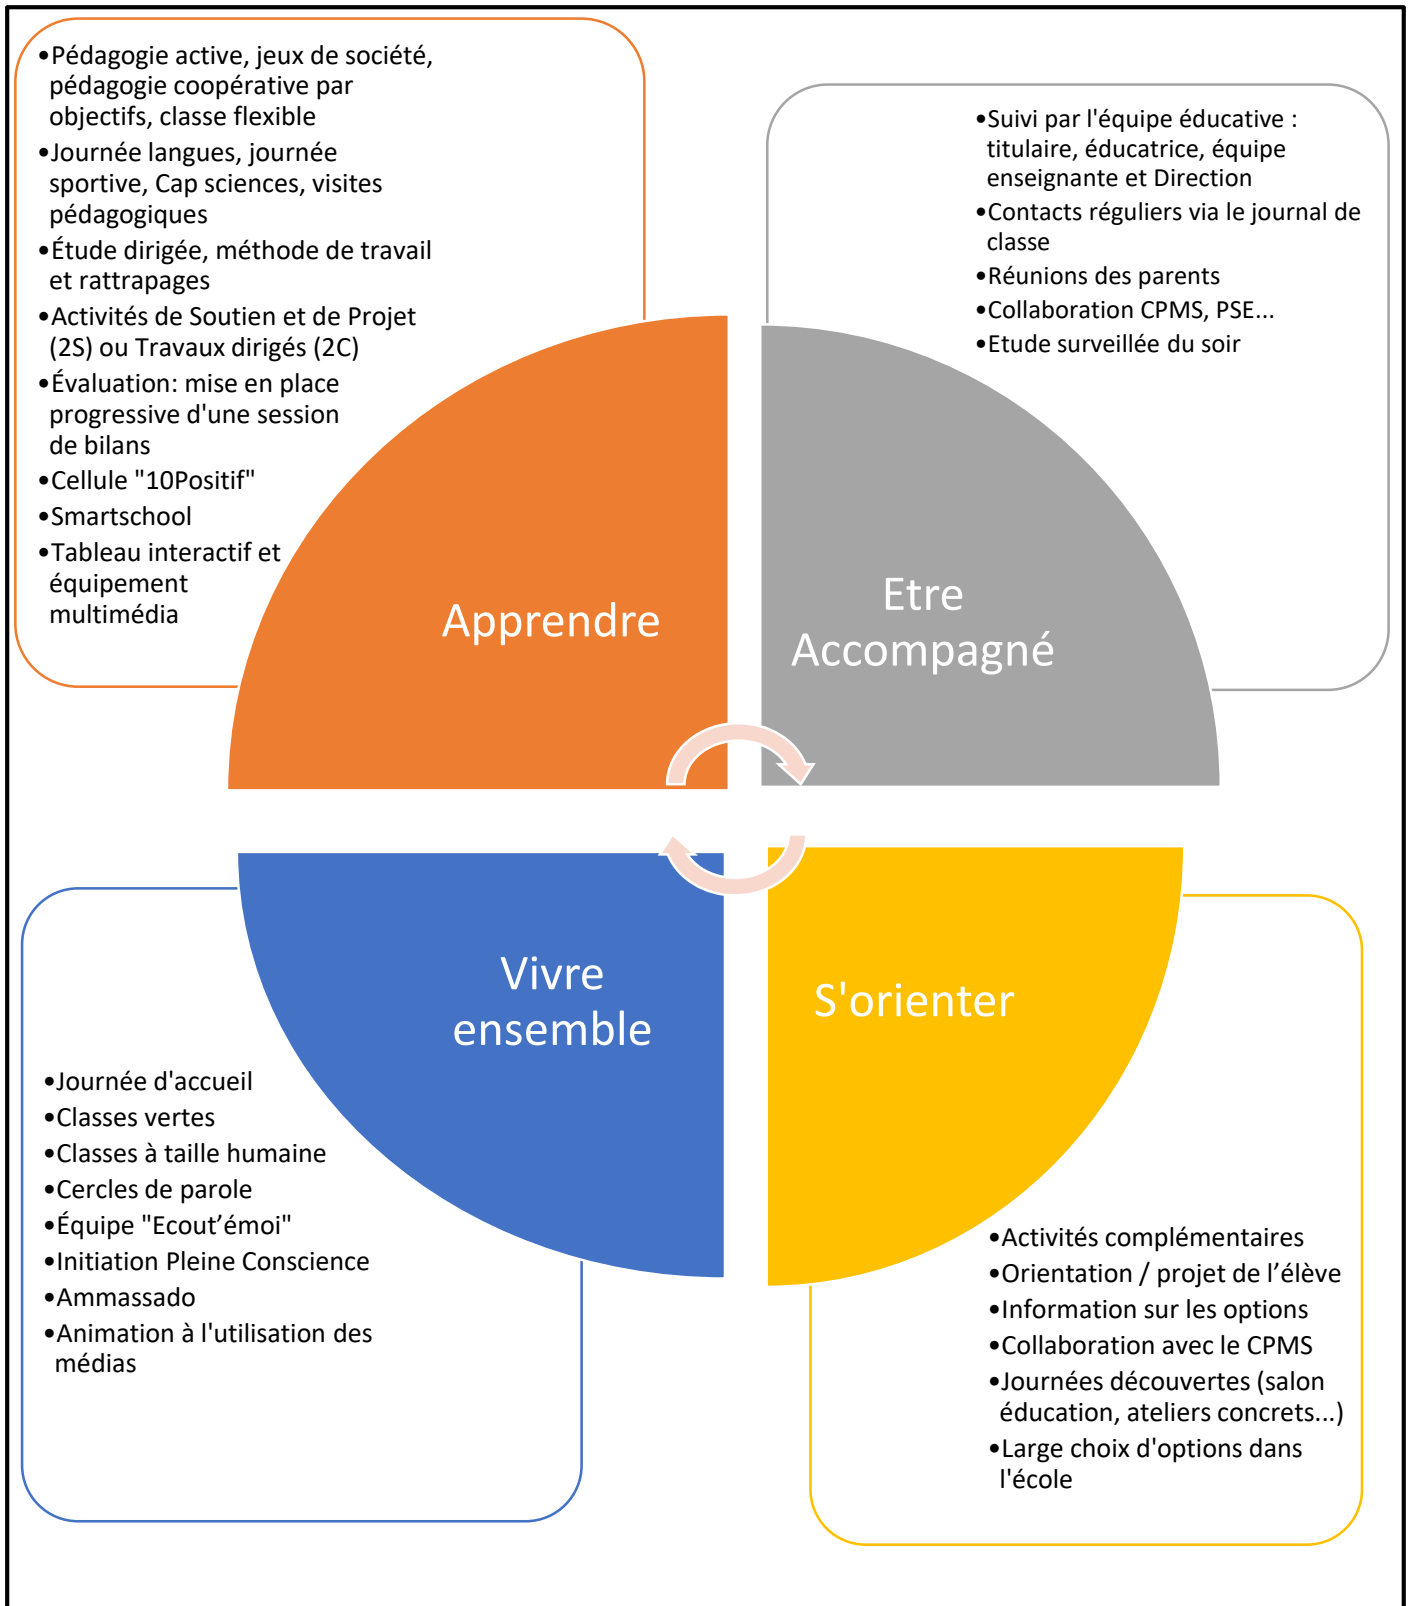 •Pédagogie active, jeux de société,
pédagogie coopérative par
objectifs, classe flexible
•Journée langues, journée
sportive, Cap sciences, visites
pédagogiques
•Étude dirigée, méthode de travail
et rattrapages
•Activités de Soutien et de Projet
(2S) ou Travaux dirigés (2C)
•Évaluation: mise en place
progressive d'une session
de bilans
•Cellule "10Positif"
•Smartschool
•Tableau interactif et
équipement
multimédia
Apprendre
•Suivi par l'équipe éducative :
titulaire, éducatrice, équipe
enseignante et Direction
•Contacts réguliers via le journal de
classe
•Réunions des parents
•Collaboration CPMS, PSE...
•Etude surveillée du soir
Etre
Accompagné
Vivre
ensemble
•Journée d'accueil
•Classes vertes
•Classes à taille humaine
•Cercles de parole
•Équipe "Ecout’émoi"
•Initiation Pleine Conscience
•Ammassado
•Animation à l'utilisation des
médias
S'orienter
•Activités complémentaires
•Orientation / projet de l’élève
•Information sur les options
•Collaboration avec le CPMS
•Journées découvertes (salon
éducation, ateliers concrets...)
•Large choix d'options dans
l'école